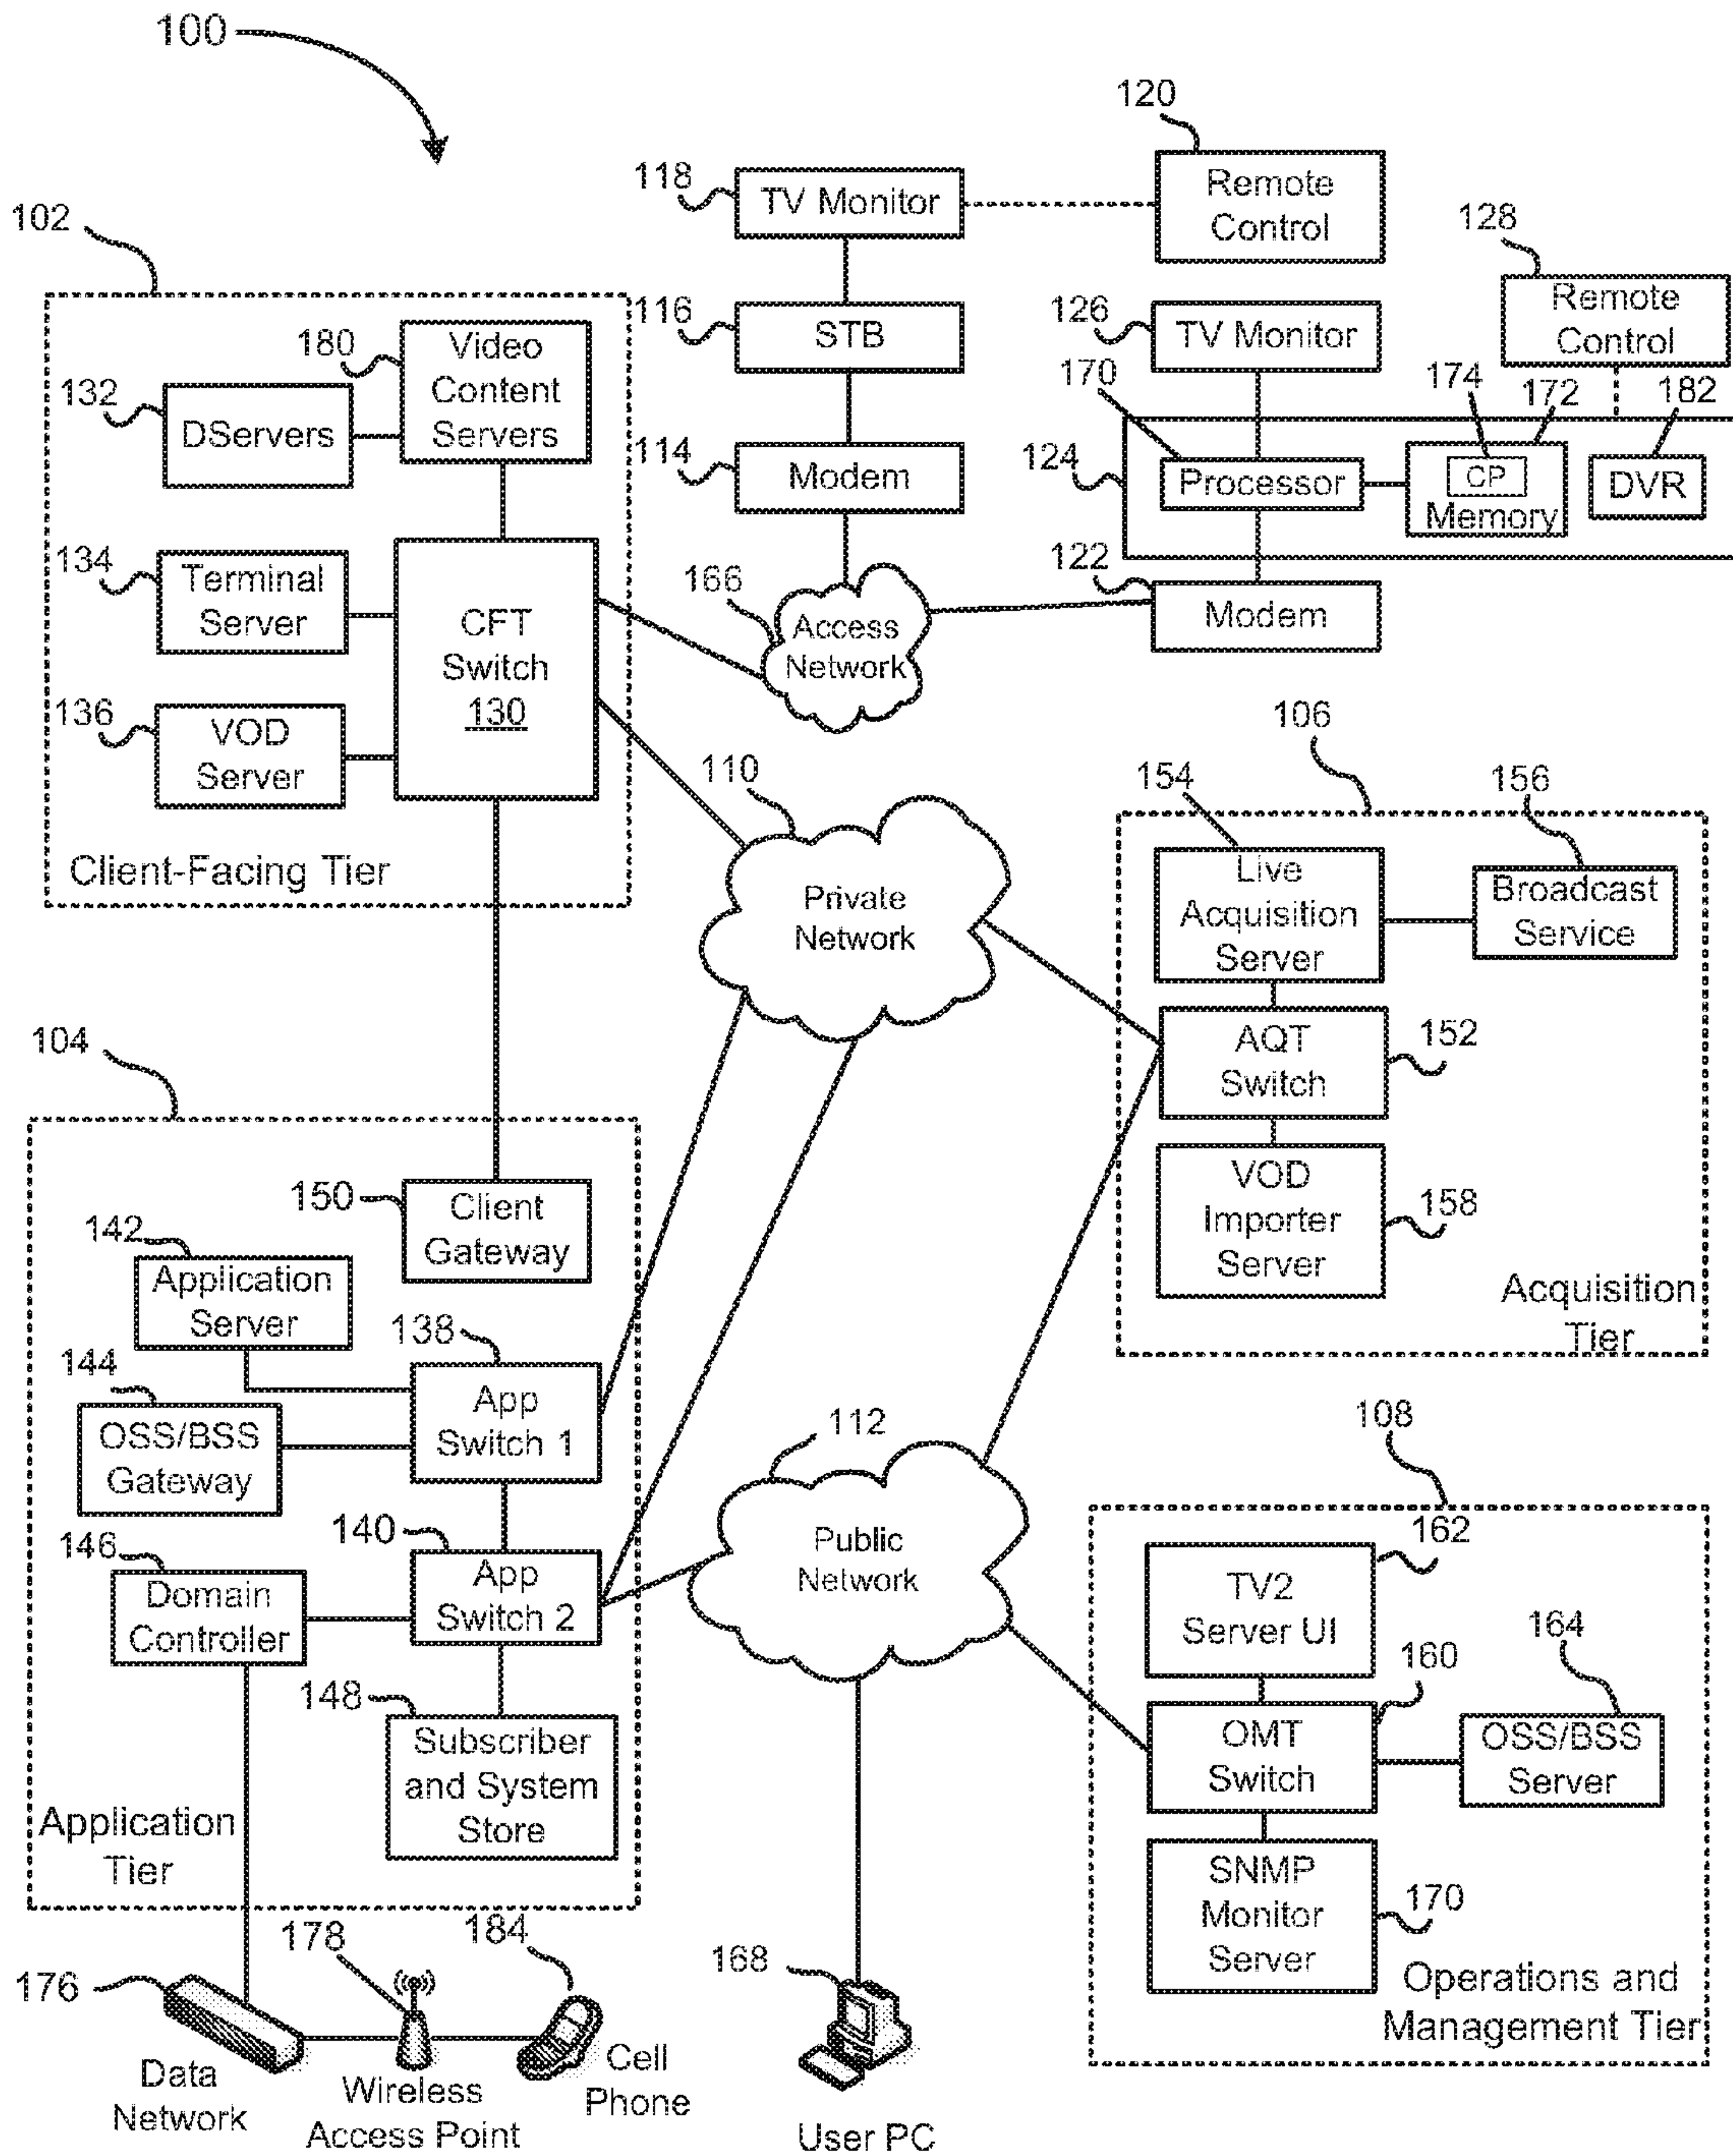 100
120
118
TV Monitor
Remote
Control
102
128
Remote
Control
116
STB
126
TV Monitor
180
Video
Content
Servers
132
DServers
170
174
172
182
114
Modem
124
Processor
CP
Memory
DVR
134
Terminal
Server
CFT
Switch
130
166
Access
Network
122
Modem
136
VOD
Server
Client-Facing Tier
110
Private
Network
106
154
156
Live
Acquisition
Server
Broadcast
Service
AQT
Switch
152
VOD
Importer
Server
158
Acquisition
Tier
104
150
Client
Gateway
142
Application
Server
138
144
App
Switch 1
OSS/BSS
Gateway
140
146
App
Switch 2
Domain
Controller
148
Subscriber
and System
Store
Application
Tier
112
Public
Network
108
162
TV2
Server UI
160
164
OMT
Switch
OSS/BSS
Server
SNMP
Monitor
Server
170
Operations and
Management Tier
176
178
184
168
Data
Network
Wireless
Access Point
Cell
Phone
User PC